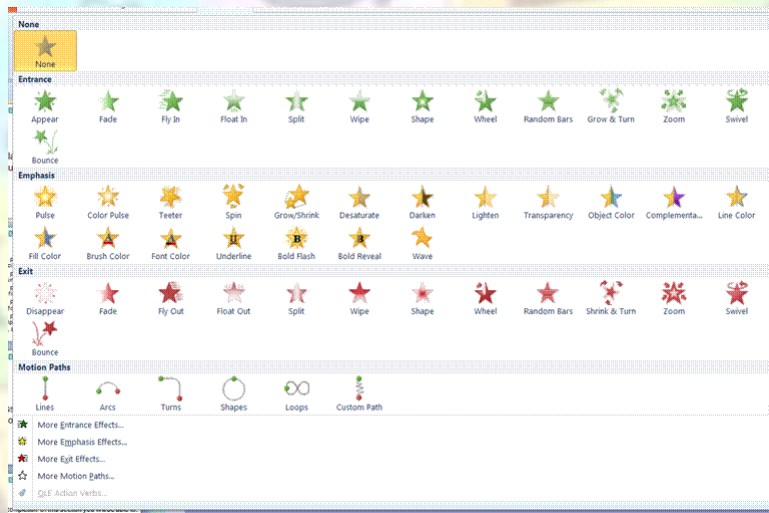 None
None
Entrance
Appear Fade Fly In Float In Split Wipe Shape Wheel Random Bars Grow & Turn Zoom Swivel
Bounce
Emphasis
Pulse Color Pulse Teeter Spin Grow/Shrink Desaturate Darken Lighten Transparency Object Color Complementa... Line Color
Fill Color Brush Color Font Color Underline Bold Flash Bold Reveal Wave
Exit
Disappear Fade Fly Out Float Out Split Wipe Shape Wheel Random Bars Shrink & Turn Zoom Swivel
Bounce
Motion Paths
Lines Arcs Turns Shapes Loops Custom Path
More Entrance Effects...
More Emphasis Effects...
More Exit Effects...
More Motion Paths...
OLE Action Verbs...